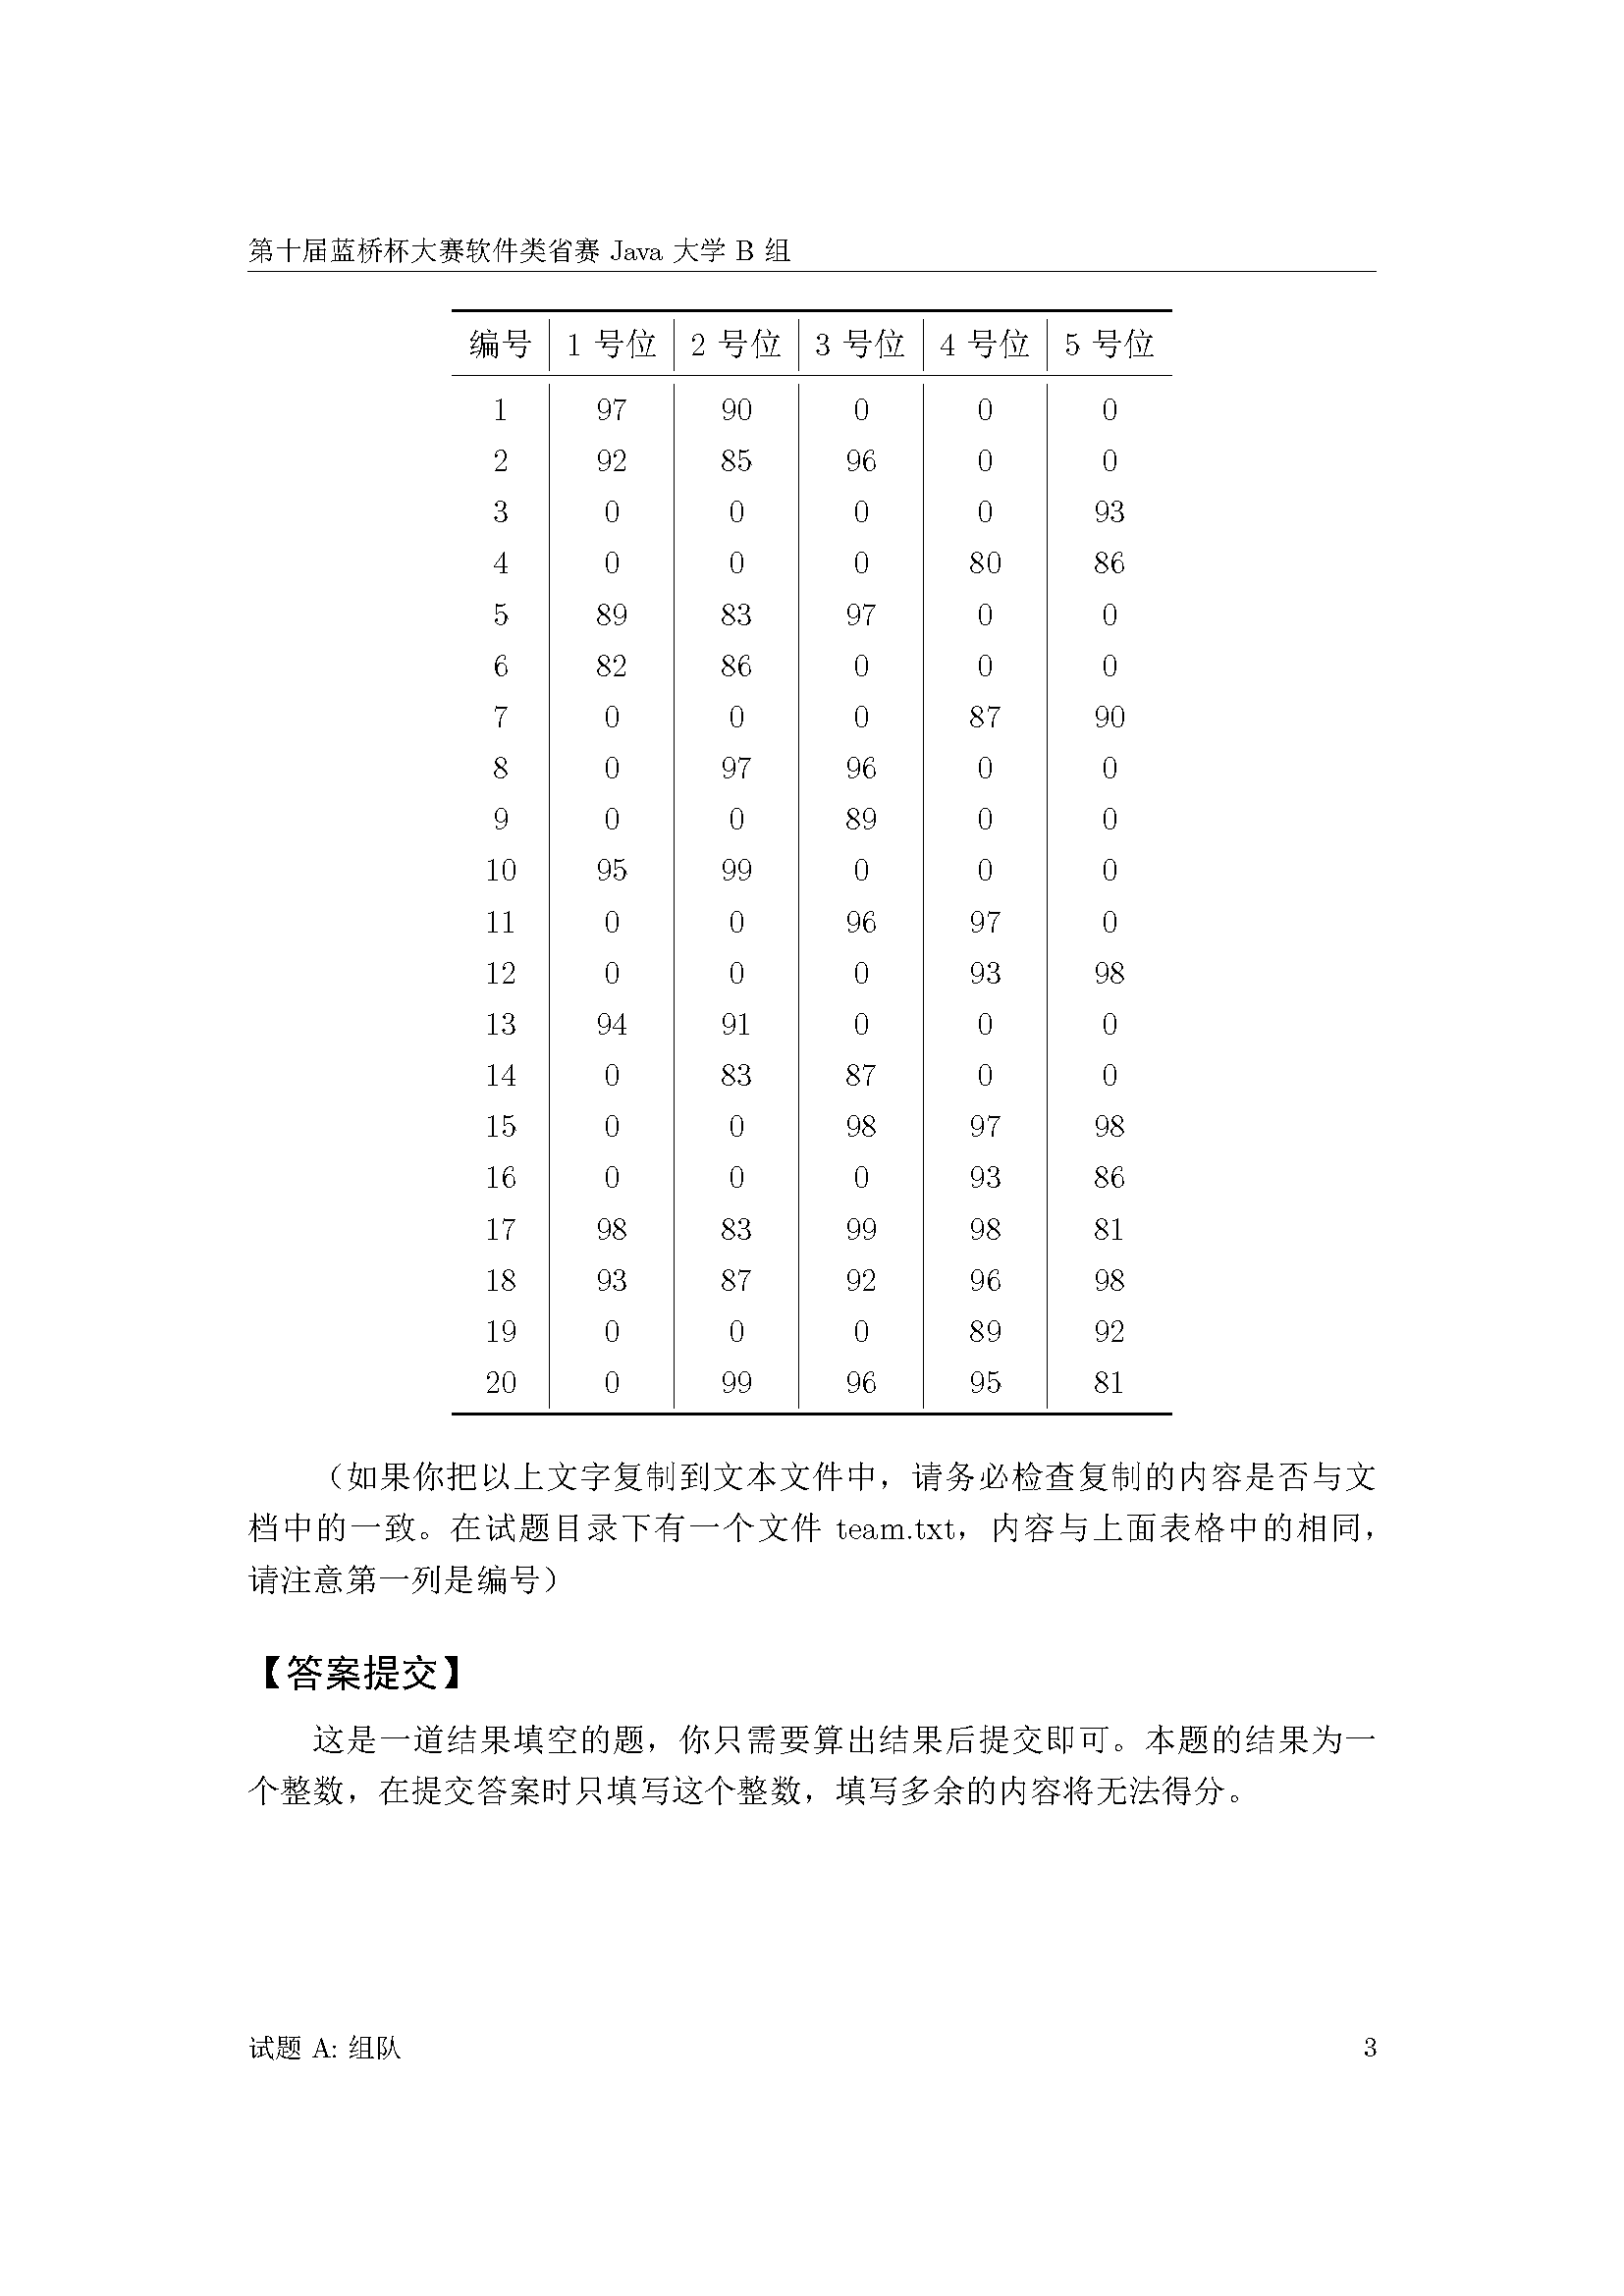 第十届蓝桥杯大赛软件类省赛 Java 大学 B 组
编号 1 号位 2 号位 3 号位 4 号位 5 号位
1 97 90 0 0 0
2 92 85 96 0 0
3 0 0 0 0 93
4 0 0 0 80 86
5 89 83 97 0 0
6 82 86 0 0 0
7 0 0 0 87 90
8 0 97 96 0 0
9 0 0 89 0 0
10 95 99 0 0 0
11 0 0 96 97 0
12 0 0 0 93 98
13 94 91 0 0 0
14 0 83 87 0 0
15 0 0 98 97 98
16 0 0 0 93 86
17 98 83 99 98 81
18 93 87 92 96 98
19 0 0 0 89 92
20 0 99 96 95 81
（如果你把以上文字复制到文本文件中，请务必检查复制的内容是否与文
档中的一致。在试题目录下有一个文件 team.txt，内容与上面表格中的相同，
请注意第一列是编号）
【答案提交】
这是一道结果填空的题，你只需要算出结果后提交即可。本题的结果为一
个整数，在提交答案时只填写这个整数，填写多余的内容将无法得分。
试题 A: 组队 3